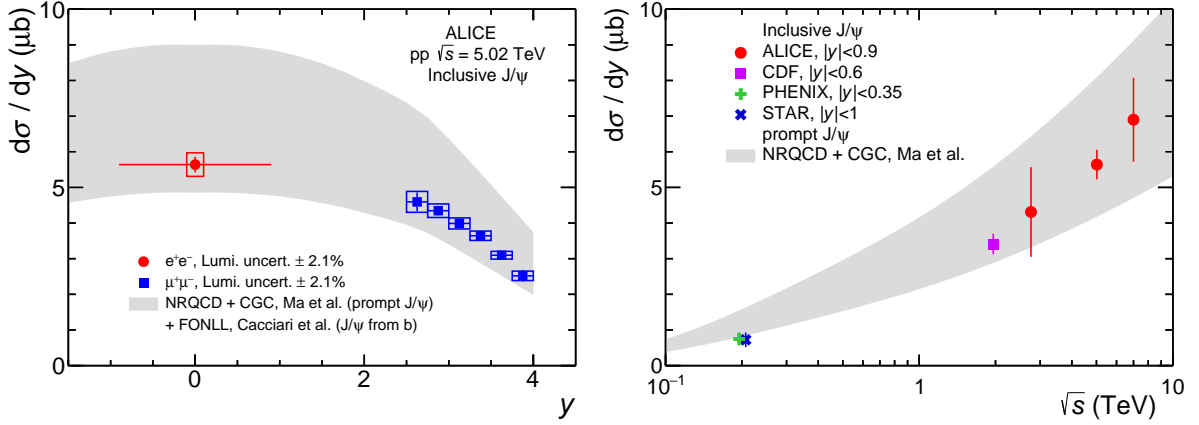 dσ / dy (μb)
10
5
0
ALICE
pp √s = 5.02 TeV
Inclusive J/ψ
e⁺e⁻, Lumi. uncert. ± 2.1%
μ⁺μ⁻, Lumi. uncert. ± 2.1%
NRQCD + CGC, Ma et al. (prompt J/ψ)
+ FONLL, Cacciari et al. (J/ψ from b)
0
2
4
y
dσ / dy (μb)
10
5
0
Inclusive J/ψ
ALICE, |y|<0.9
CDF, |y|<0.6
PHENIX, |y|<0.35
STAR, |y|<1
prompt J/ψ
NRQCD + CGC, Ma et al.
10⁻¹
1
10
√s (TeV)